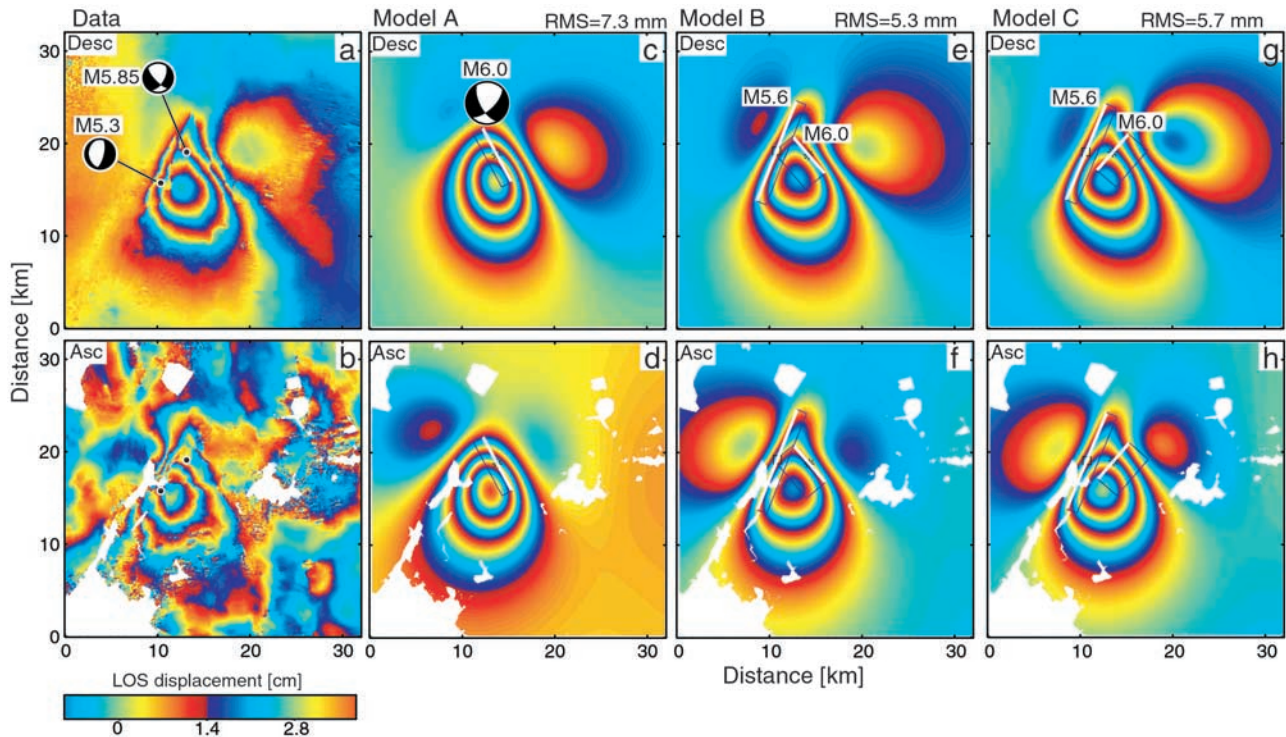 Data
Model A
RMS=7.3 mm
Model B
RMS=5.3 mm
Model C
RMS=5.7 mm
30
20
10
0
Desc
a
M5.85
M5.3
Desc
c
M6.0
Desc
e
M5.6
M6.0
Desc
g
M5.6
M6.0
Distance [km]
30
20
10
0
Asc
b
Asc
d
Asc
f
Asc
h
0 10 20 30
0 10 20 30
0 10 20 30
0 10 20 30
Distance [km]
LOS displacement [cm]
0 1.4 2.8